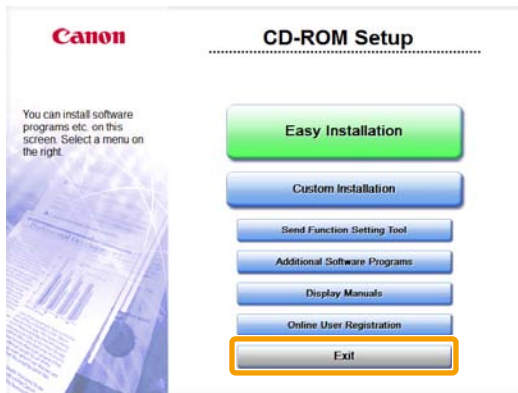 Canon
CD-ROM Setup
You can install software
programs etc. on this
screen. Select a menu on
the right.
Easy Installation
Custom Installation
Send Function Setting Tool
Additional Software Programs
Display Manuals
Online User Registration
Exit